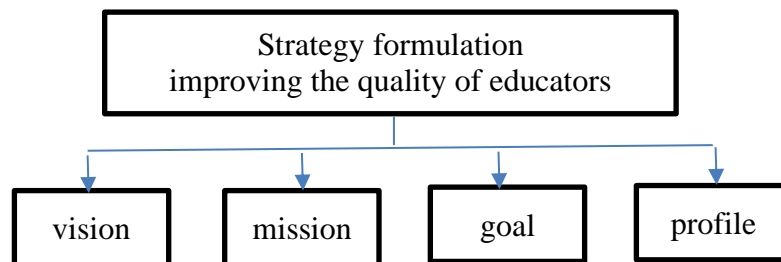 Strategy formulation
improving the quality of educators
vision
mission
goal
profile